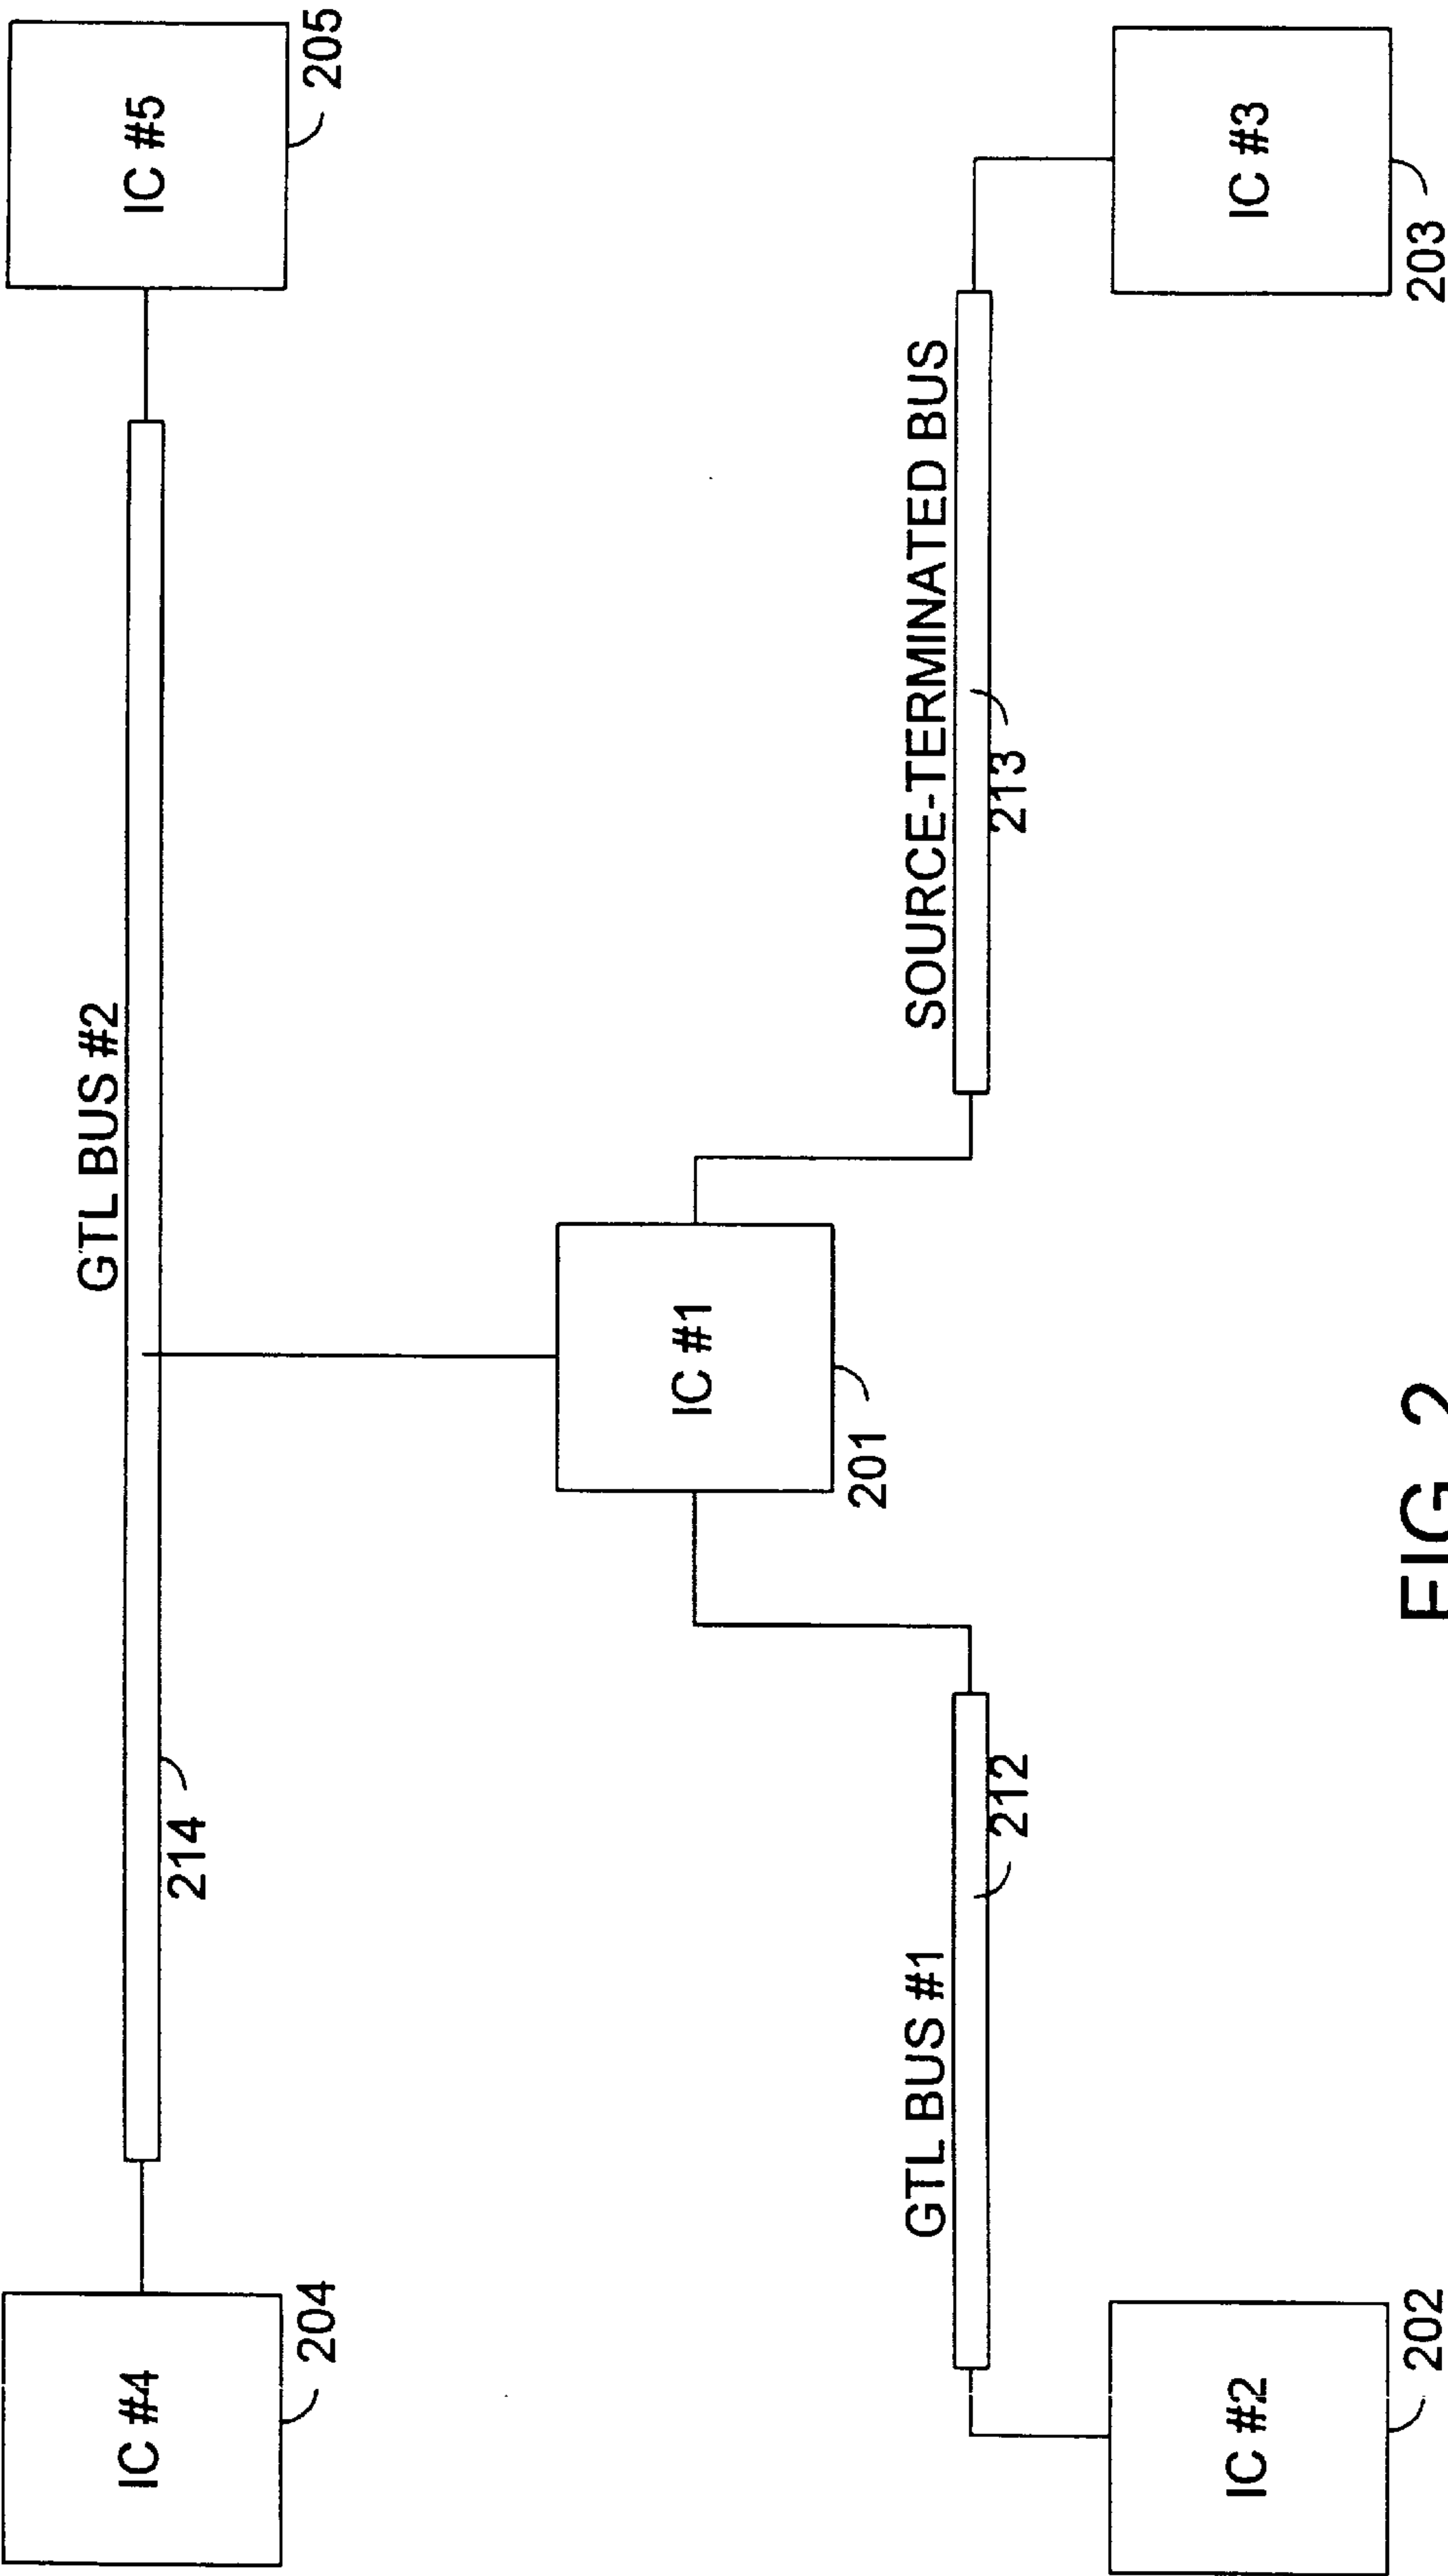 IC #4
204
GTL BUS #2
214
IC #5
205
IC #1
201
GTL BUS #1
212
SOURCE-TERMINATED BUS
213
IC #2
202
IC #3
203
FIG. 2